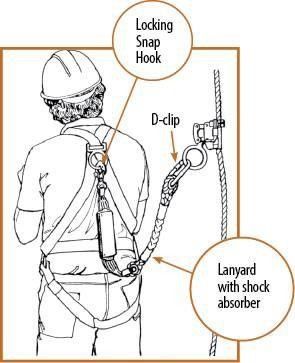 Locking
Snap
Hook
D-clip
Lanyard
with shock
absorber